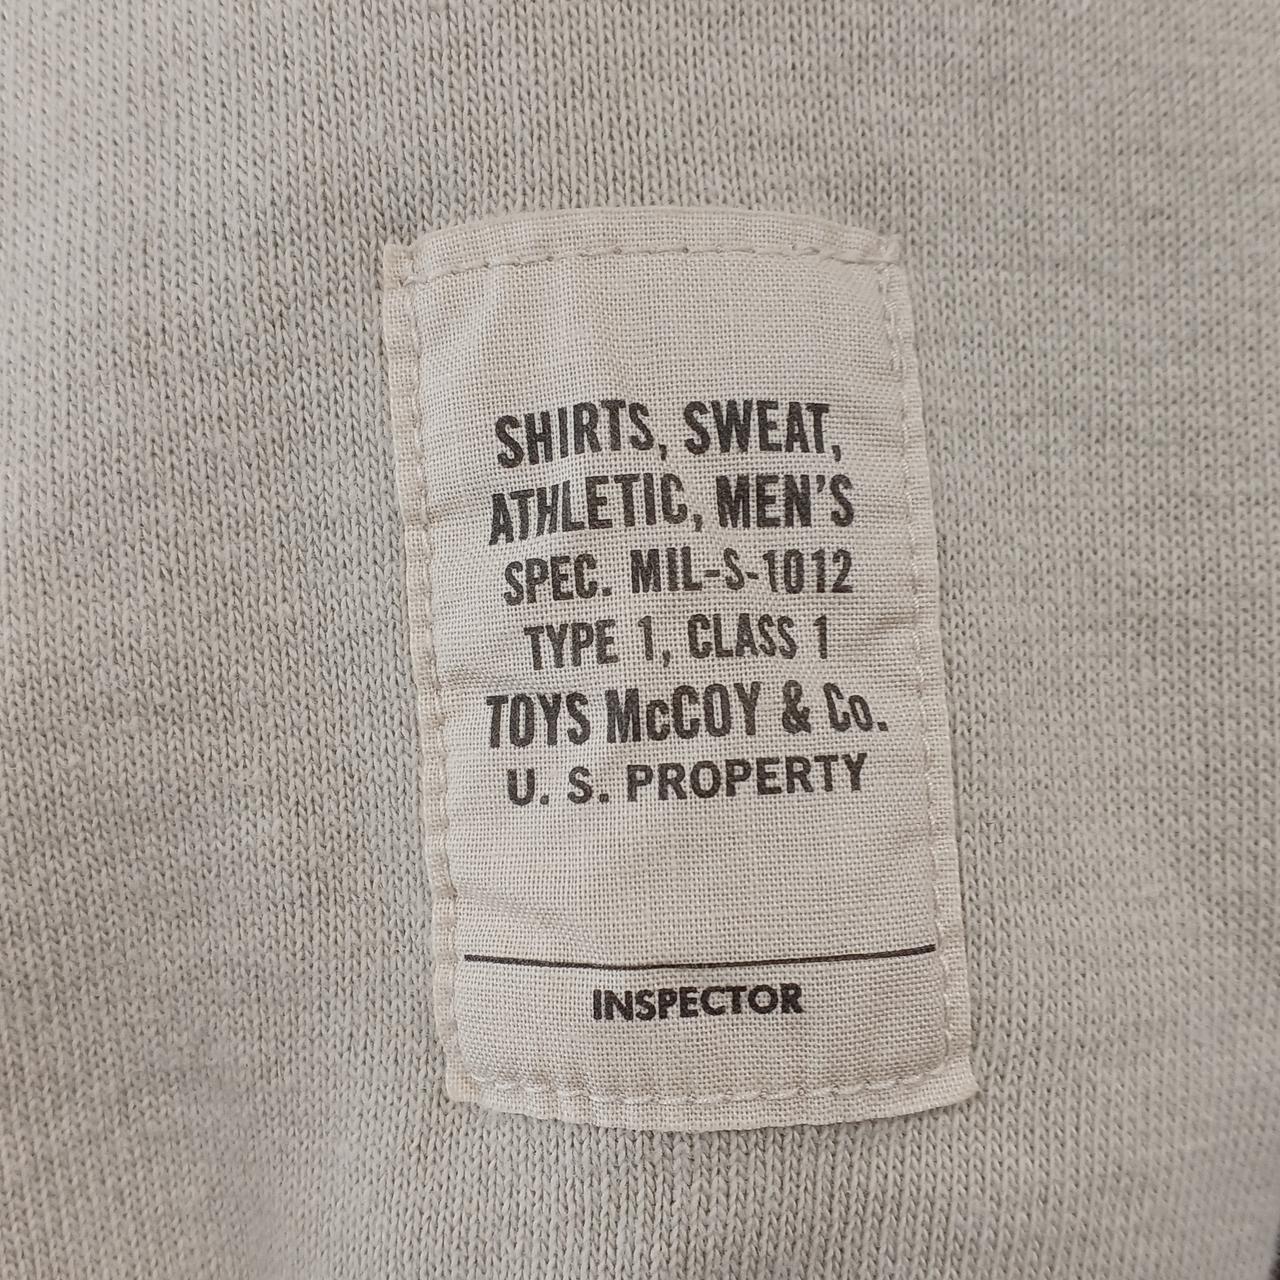 SHIRTS, SWEAT,
ATHLETIC, MEN'S
SPEC. MIL-S-1012
TYPE 1, CLASS 1
TOYS McCOY & Co.
U. S. PROPERTY
INSPECTOR